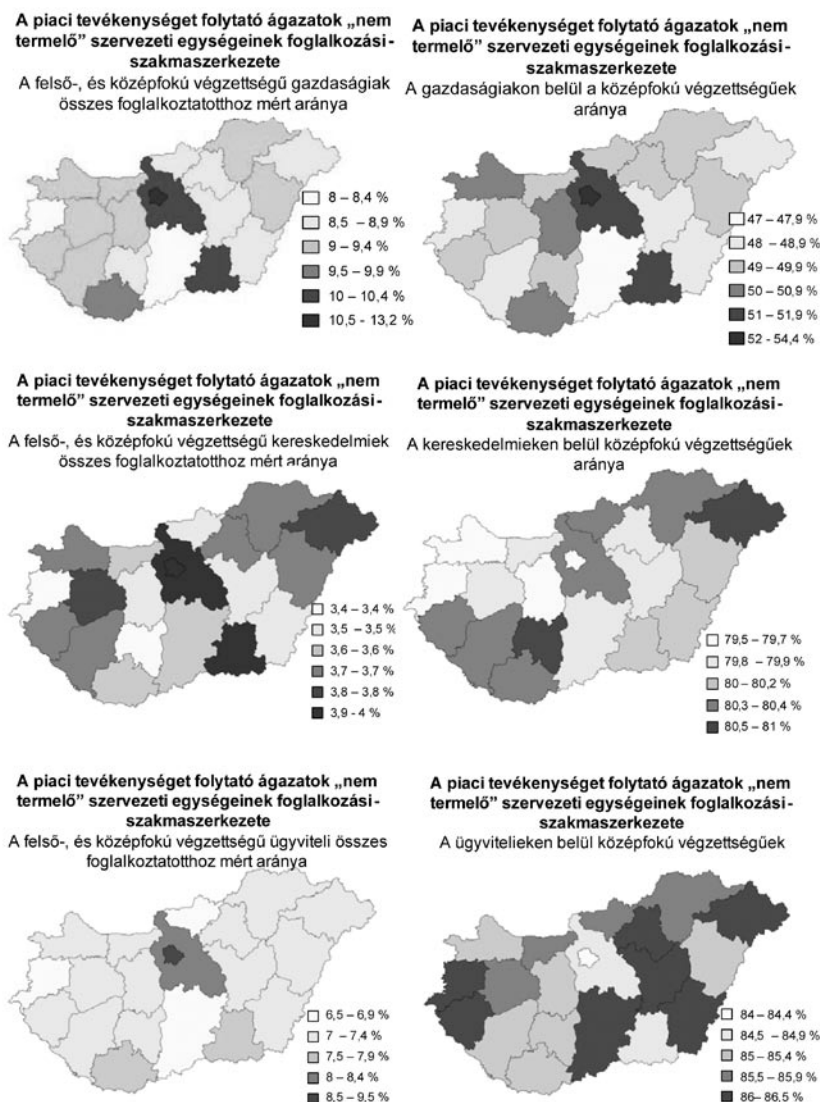 A piaci tevékenységet folytató ágazatok „nem
termelő” szervezeti egységeinek foglalkozási-
szakmaszerkezete
A felső-, és középfokú végzettségű gazdaságiak
összes foglalkoztatotthoz mért aránya
8 – 8,4 %
8,5 – 8,9 %
9 – 9,4 %
9,5 – 9,9 %
10 – 10,4 %
10,5 - 13,2 %
A piaci tevékenységet folytató ágazatok „nem
termelő” szervezeti egységeinek foglalkozási-
szakmaszerkezete
A gazdaságiakon belül a középfokú végzettségűek
aránya
47 – 47,9 %
48 – 48,9 %
49 – 49,9 %
50 – 50,9 %
51 – 51,9 %
52 - 54,4 %
A piaci tevékenységet folytató ágazatok „nem
termelő” szervezeti egységeinek foglalkozási-
szakmaszerkezete
A felső-, és középfokú végzettségű kereskedelmiek
összes foglalkoztatotthoz mért aránya
3,4 – 3,4 %
3,5 – 3,5 %
3,6 – 3,6 %
3,7 – 3,7 %
3,8 – 3,8 %
3,9 - 4 %
A piaci tevékenységet folytató ágazatok „nem
termelő” szervezeti egységeinek foglalkozási-
szakmaszerkezete
A kereskedelmieken belül középfokú végzettségűek
aránya
79,5 – 79,7 %
79,8 – 79,9 %
80 – 80,2 %
80,3 – 80,4 %
80,5 – 81 %
A piaci tevékenységet folytató ágazatok „nem
termelő” szervezeti egységeinek foglalkozási-
szakmaszerkezete
A felső-, és középfokú végzettségű ügyviteli összes
foglalkoztatotthoz mért aránya
6,5 – 6,9 %
7 – 7,4 %
7,5 – 7,9 %
8 – 8,4 %
8,5 – 9,5 %
A piaci tevékenységet folytató ágazatok „nem
termelő” szervezeti egységeinek foglalkozási-
szakmaszerkezete
A ügyvitelieken belül középfokú végzettségűek
84 – 84,4 %
84,5 – 84,9 %
85 – 85,4 %
85,5 – 85,9 %
86– 86,5 %